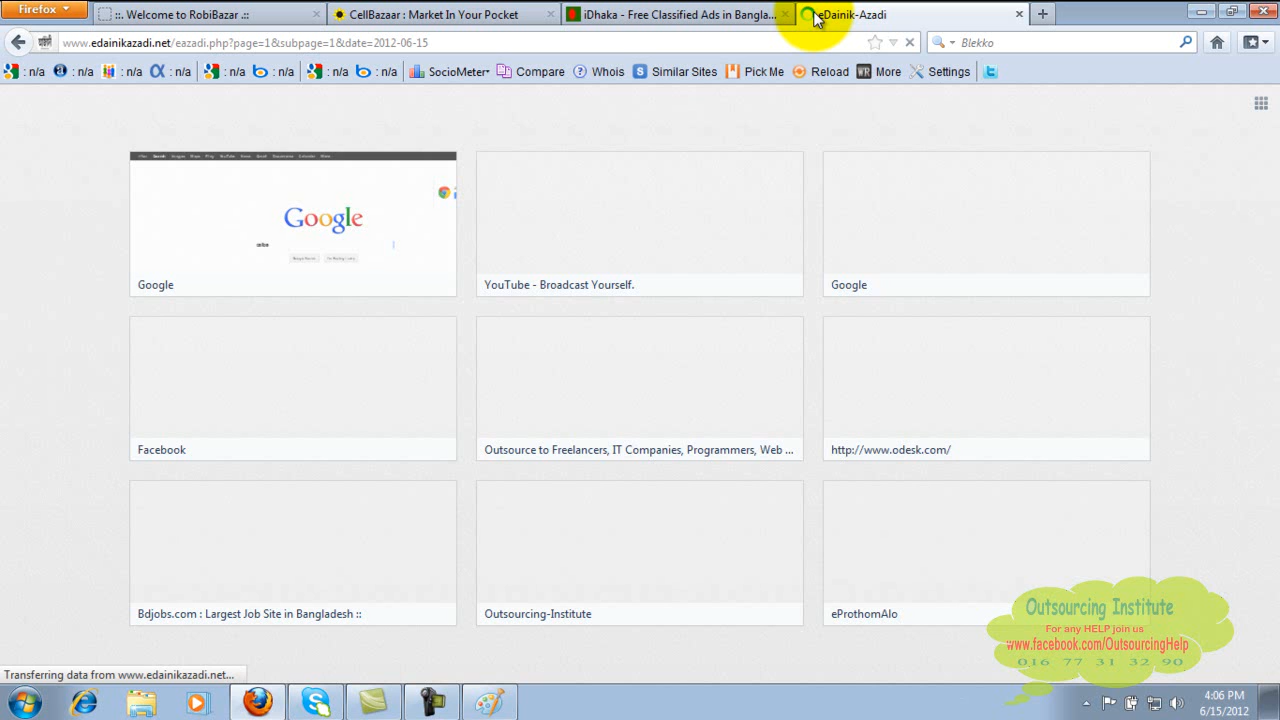 Firefox
::. Welcome to RobiBazar .::
CellBazaar : Market In Your Pocket
iDhaka - Free Classified Ads in Bangla...
eDainik-Azadi
www.edainikazadi.net/eazadi.php?page=1&subpage=1&date=2012-06-15
Blekko
: n/a : n/a : n/a : n/a : n/a : n/a : n/a : n/a SocioMeter Compare Whois Similar Sites Pick Me Reload More Settings
Google
Google
YouTube - Broadcast Yourself.
Google
Facebook
Outsource to Freelancers, IT Companies, Programmers, Web ...
http://www.odesk.com/
Bdjobs.com : Largest Job Site in Bangladesh ::
Outsourcing-Institute
eProthomAlo
Outsourcing Institute
For any HELP join us
www.facebook.com/OutsourcingHelp
016 77 31 32 90
Transferring data from www.edainikazadi.net...
4:06 PM
6/15/2012